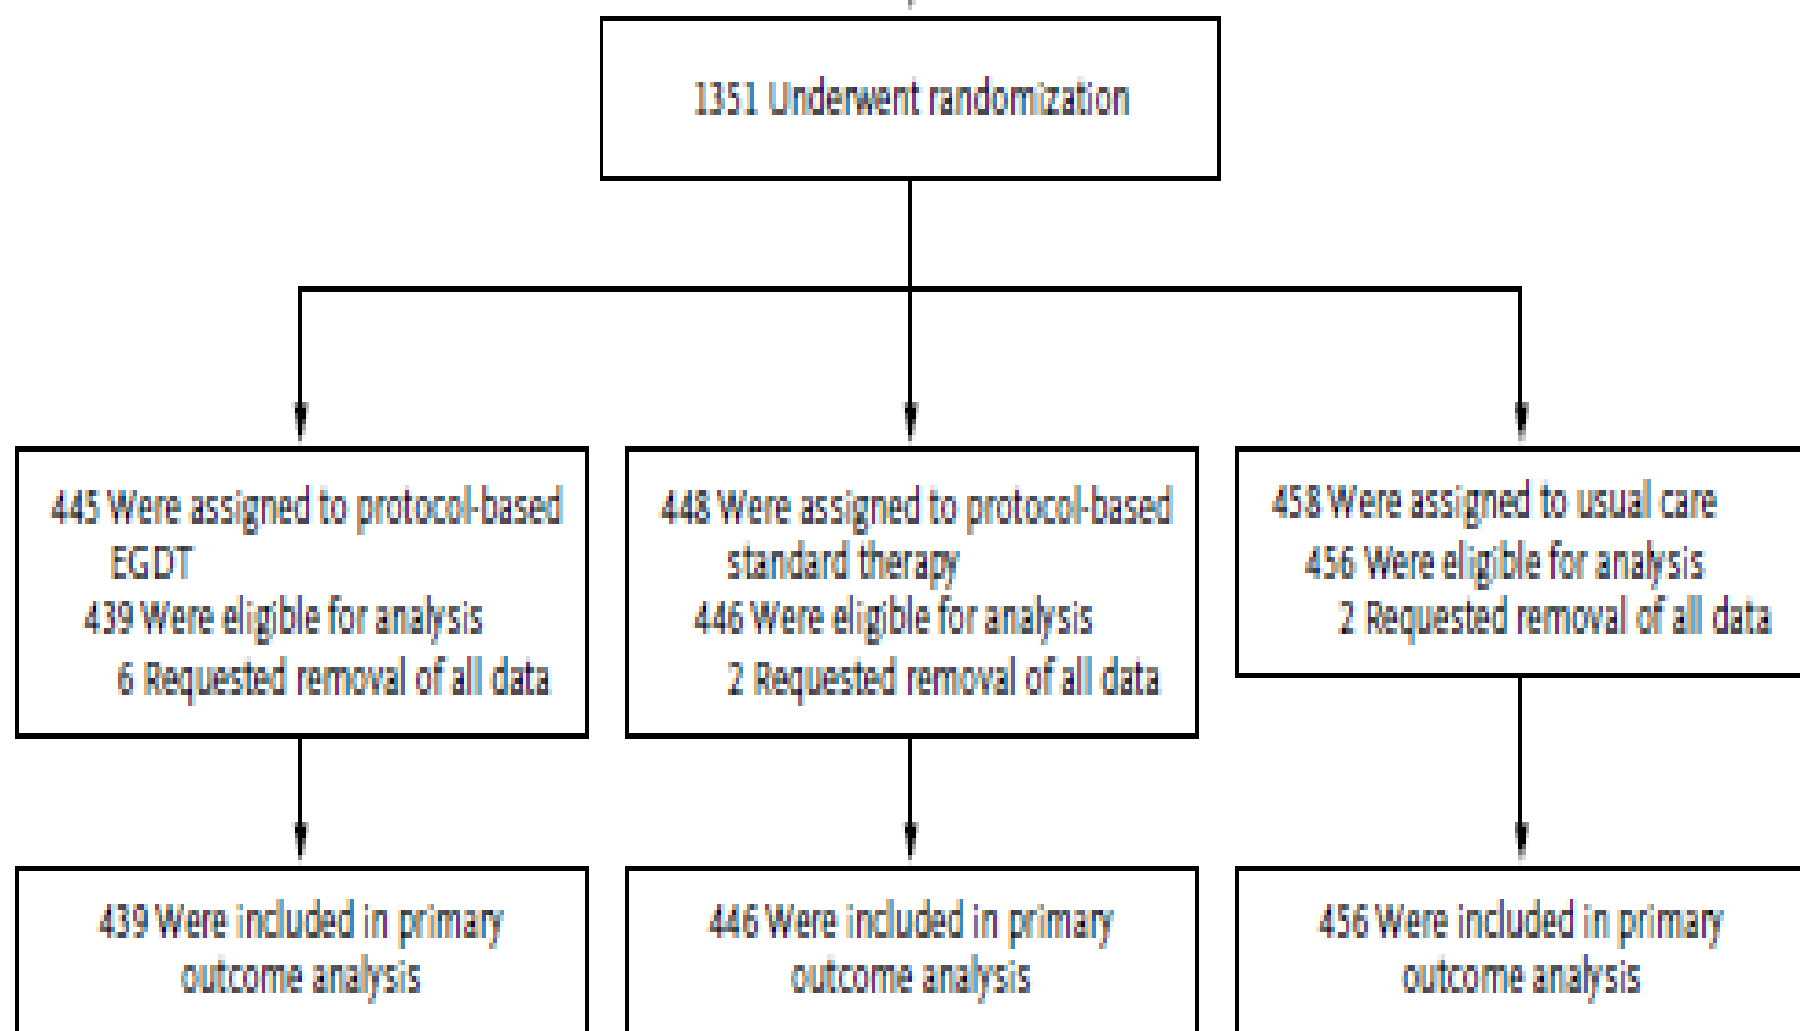 1351 Underwent randomization
445 Were assigned to protocol-based
EGDT
439 Were eligible for analysis
6 Requested removal of all data
448 Were assigned to protocol-based
standard therapy
446 Were eligible for analysis
2 Requested removal of all data
458 Were assigned to usual care
456 Were eligible for analysis
2 Requested removal of all data
439 Were included in primary
outcome analysis
446 Were included in primary
outcome analysis
456 Were included in primary
outcome analysis